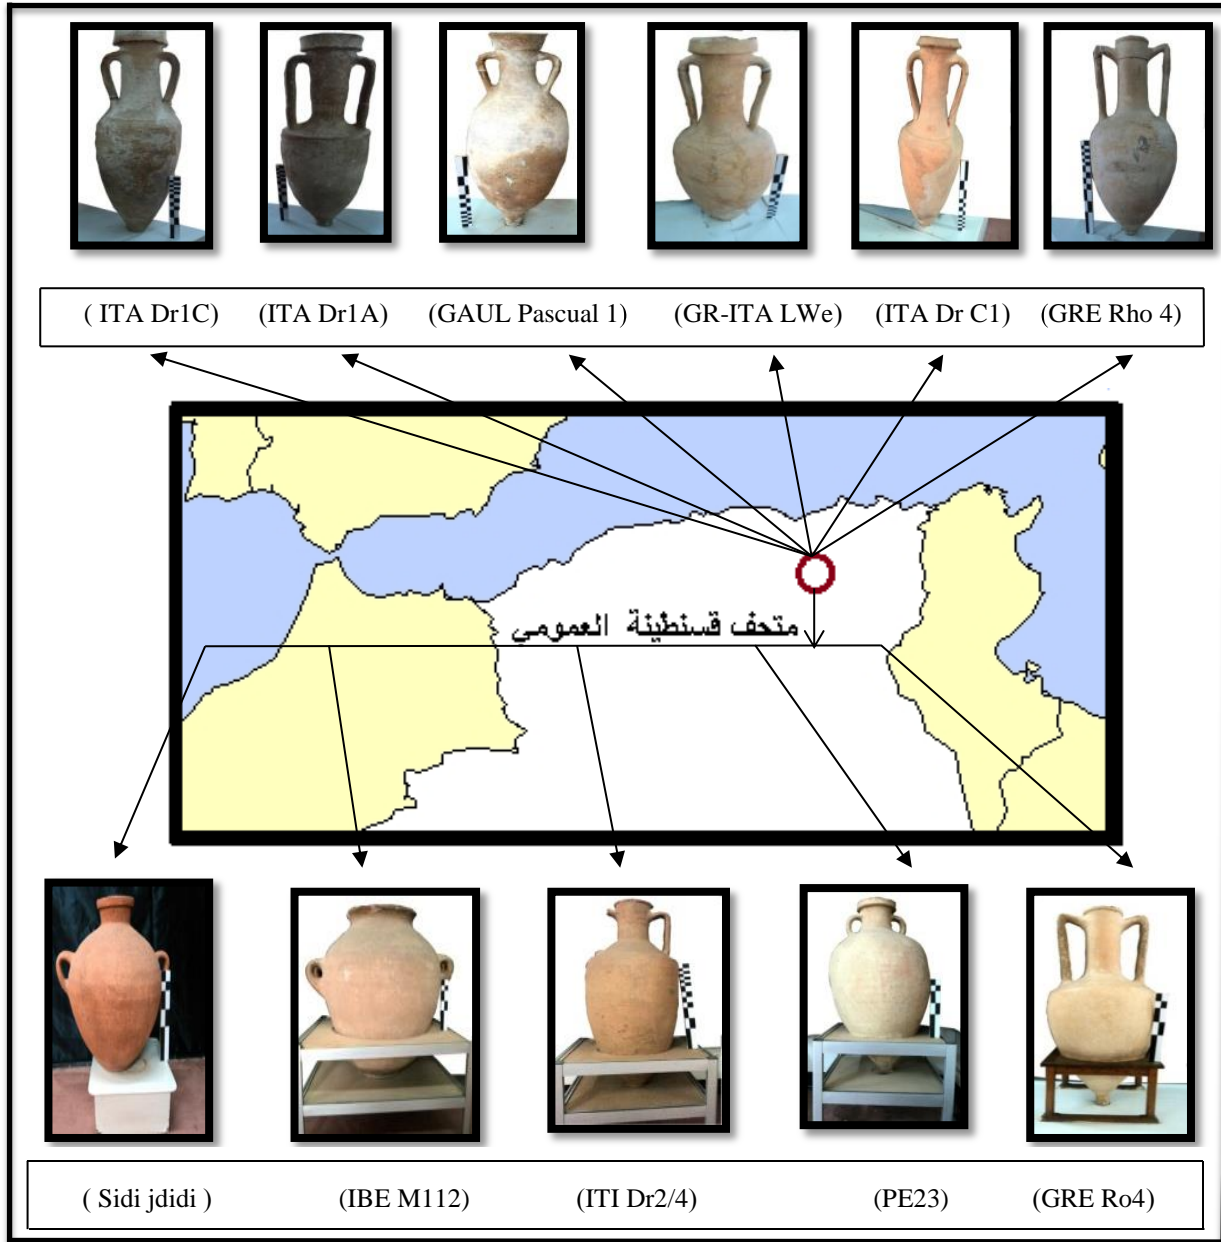 ( ITA Dr1C) (ITA Dr1A) (GAUL Pascual 1) (GR-ITA LWe) (ITA Dr C1) (GRE Rho 4)
متحف قسنطينة العمومي
( Sidi jdidi ) (IBE M112) (ITI Dr2/4) (PE23) (GRE Ro4)